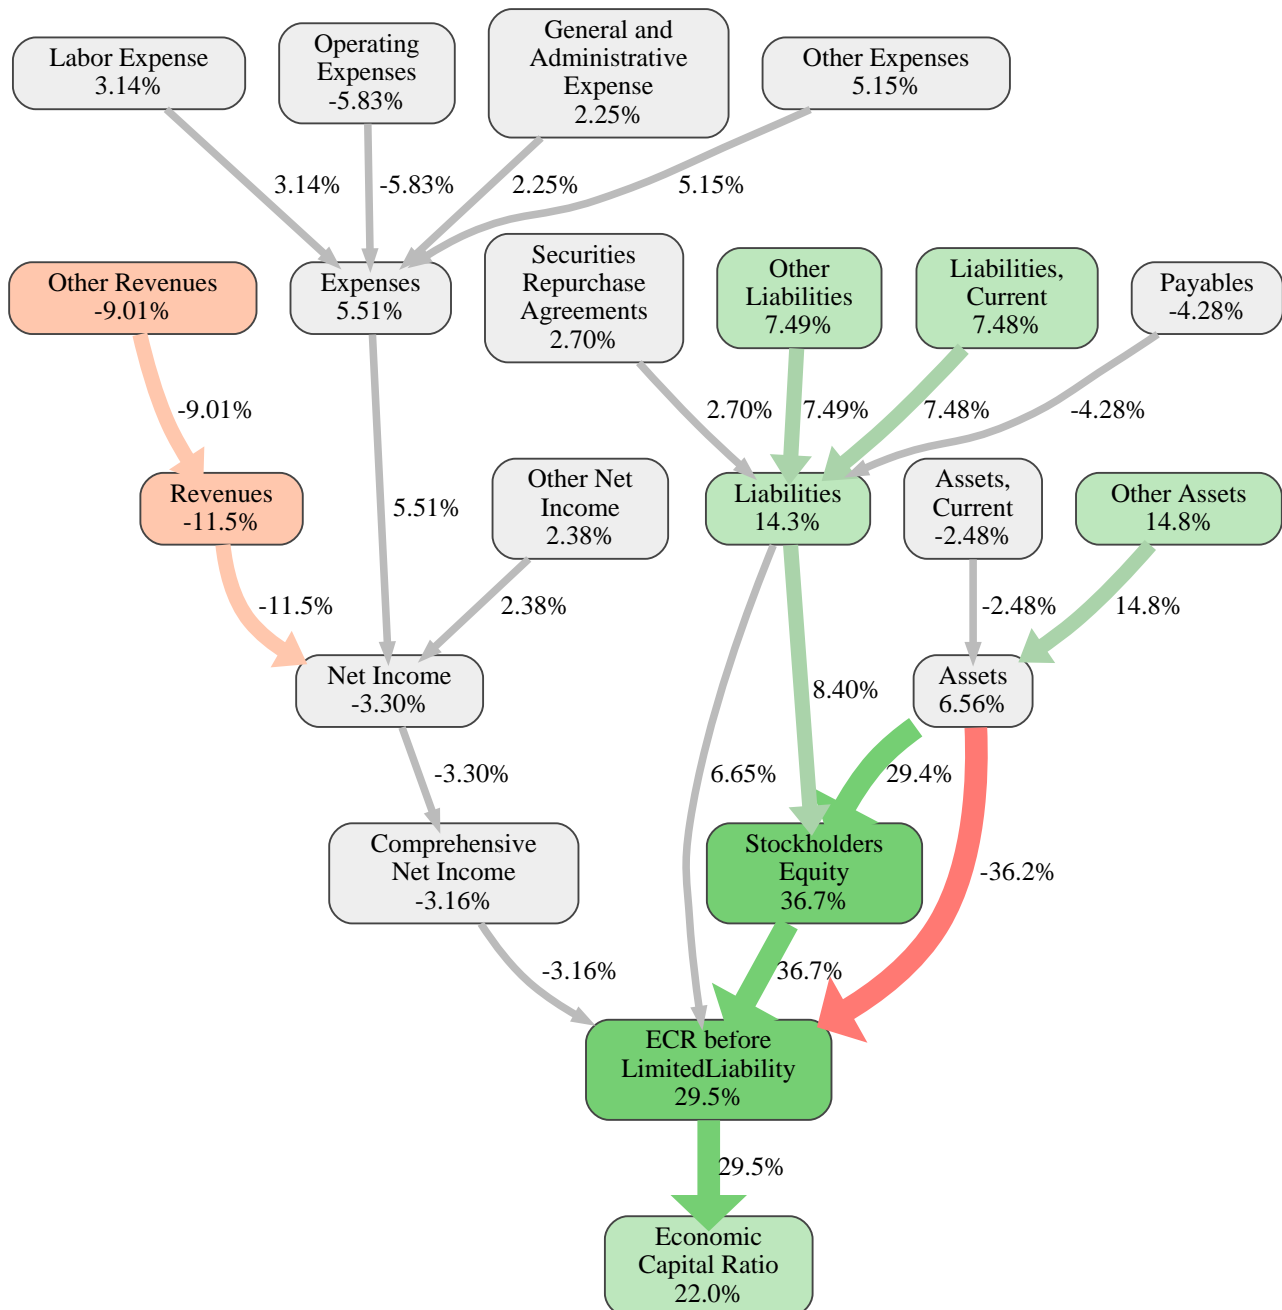 Labor Expense
3.14%
Operating
Expenses
-5.83%
General and
Administrative
Expense
2.25%
Other Expenses
5.15%
3.14%
-5.83%
2.25%
5.15%
Other Revenues
-9.01%
Expenses
5.51%
Securities
Repurchase
Agreements
2.70%
Other
Liabilities
7.49%
Liabilities,
Current
7.48%
Payables
-4.28%
-9.01%
2.70%
7.49%
7.48%
-4.28%
Revenues
-11.5%
5.51%
Other Net
Income
2.38%
Liabilities
14.3%
Assets,
Current
-2.48%
Other Assets
14.8%
-11.5%
2.38%
-2.48%
14.8%
Net Income
-3.30%
8.40%
Assets
6.56%
-3.30%
6.65%
29.4%
Comprehensive
Net Income
-3.16%
Stockholders
Equity
36.7%
-36.2%
-3.16%
36.7%
ECR before
LimitedLiability
29.5%
29.5%
Economic
Capital Ratio
22.0%